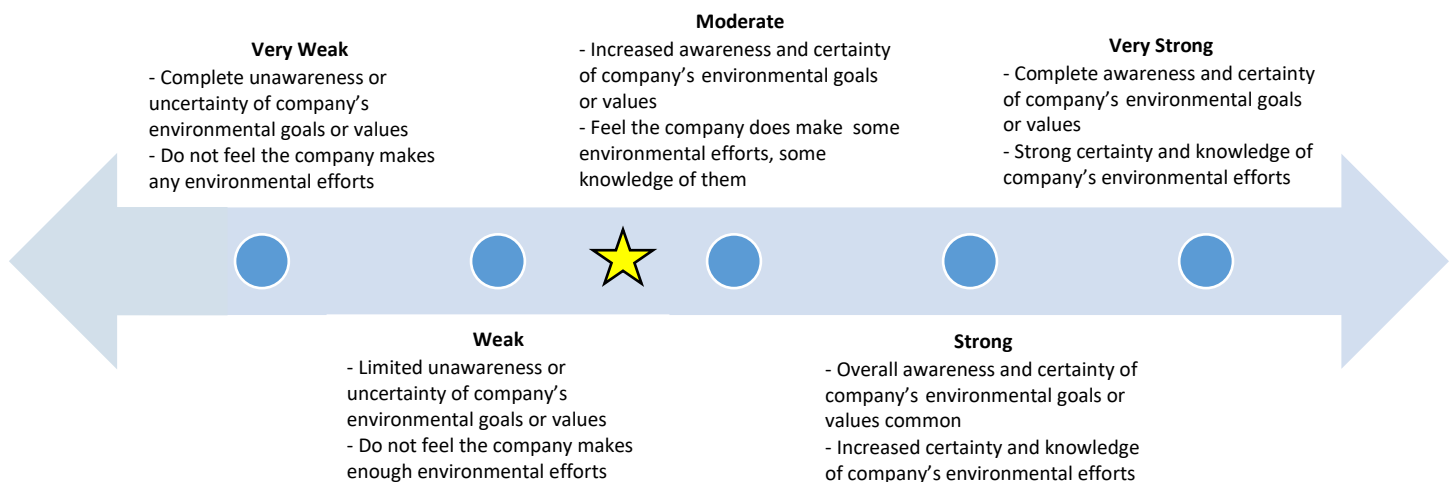 Very Weak
- Complete unawareness or
uncertainty of company’s
environmental goals or values
- Do not feel the company makes
any environmental efforts
Moderate
- Increased awareness and certainty
of company’s environmental goals
or values
- Feel the company does make some
environmental efforts, some
knowledge of them
Very Strong
- Complete awareness and certainty
of company’s environmental goals
or values
- Strong certainty and knowledge of
company’s environmental efforts
Weak
- Limited unawareness or
uncertainty of company’s
environmental goals or values
- Do not feel the company makes
enough environmental efforts
Strong
- Overall awareness and certainty of
company’s environmental goals or
values common
- Increased certainty and knowledge
of company’s environmental efforts